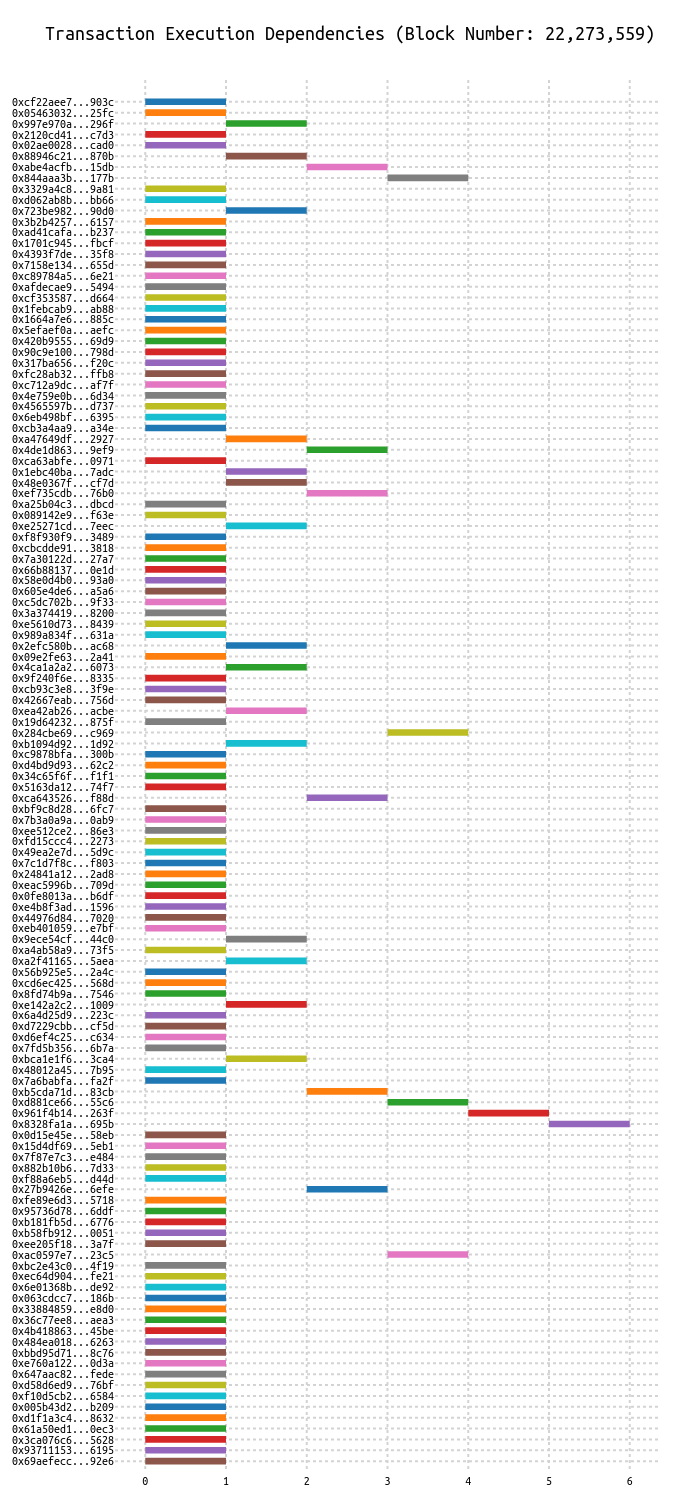 Transaction Execution Dependencies (Block Number: 22,273,559)
0xcf22aee7...903c
0x05463032...25fc
0x997e970a...296f
0x2120cd41...c7d3
0x02ae0028...cad0
0x88946c21...870b
0xabe4acfb...15db
0x844aaa3b...177b
0x3329a4c8...9a81
0xd062ab8b...bb66
0x723be982...90d0
0x3b2b4257...6157
0xad41cafa...b237
0x1701c945...fbcf
0x4393f7de...35f8
0x7158e134...655d
0xc89784a5...6e21
0xafdecae9...5494
0xcf353587...d664
0x1febcab9...ab88
0x1664a7e6...885c
0x5efaef0a...aefc
0x420b9555...69d9
0x90c9e100...798d
0x317ba656...f20c
0xfc28ab32...ffb8
0xc712a9dc...af7f
0x4e759e0b...6d34
0x4565597b...d737
0x6eb498bf...6395
0xcb3a4aa9...a34e
0xa47649df...2927
0x4de1d863...9ef9
0xca63abfe...0971
0x1ebc40ba...7adc
0x48e0367f...cf7d
0xef735cdb...76b0
0xa25b04c3...dbcd
0x089142e9...f63e
0xe25271cd...7eec
0xf8f930f9...3489
0xcbcdde91...3818
0x7a30122d...27a7
0x66b88137...0e1d
0x58e0d4b0...93a0
0x605e4de6...a5a6
0xc5dc702b...9f33
0x3a374419...8200
0xe5610d73...8439
0x989a834f...631a
0x2efc580b...ac68
0x09e2fe63...2a41
0x4ca1a2a2...6073
0x9f240f6e...8335
0xcb93c3e8...3f9e
0x42667eab...756d
0xea42ab26...acbe
0x19d64232...875f
0x284cbe69...c969
0xb1094d92...1d92
0xc9878bfa...300b
0xd4bd9d93...62c2
0x34c65f6f...f1f1
0x5163da12...74f7
0xca643526...f88d
0xbf9c8d28...6fc7
0x7b3a0a9a...0ab9
0xee512ce2...86e3
0xfd15ccc4...2273
0x49ea2e7d...5d9c
0x7c1d7f8c...f803
0x24841a12...2ad8
0xeac5996b...709d
0x0fe8013a...b6df
0xe4b8f3ad...1596
0x44976d84...7020
0xeb401059...e7bf
0x9ece54cf...44c0
0xa4ab58a9...73f5
0xa2f41165...5aea
0x56b925e5...2a4c
0xcd6ec425...568d
0x8fd74b9a...7546
0xe142a2c2...1009
0x6a4d25d9...223c
0xd7229cbb...cf5d
0xd6ef4c25...c634
0x7fd5b356...6b7a
0xbca1e1f6...3ca4
0x48012a45...7b95
0x7a6babfa...fa2f
0xb5cda71d...83cb
0xd881ce66...55c6
0x961f4b14...263f
0x8328fa1a...695b
0x0d15e45e...58eb
0x15d4df69...5eb1
0x7f87e7c3...e484
0x882b10b6...7d33
0xf88a6eb5...d44d
0x27b9426e...6efe
0xfe89e6d3...5718
0x95736d78...6ddf
0xb181fb5d...6776
0xb58fb912...0051
0xee205f18...3a7f
0xac0597e7...23c5
0xbc2e43c0...4f19
0xec64d904...fe21
0x6e01368b...de92
0x063cdcc7...186b
0x33884859...e8d0
0x36c77ee8...aea3
0x4b418863...45be
0x484ea018...6263
0xbbd95d71...8c76
0xe760a122...0d3a
0x647aac82...fede
0xd58d6ed9...76bf
0xf10d5cb2...6584
0x005b43d2...b209
0xd1f1a3c4...8632
0x61a50ed1...0ec3
0x3ca076c6...5628
0x93711153...6195
0x69aefecc...92e6
0 1 2 3 4 5 6